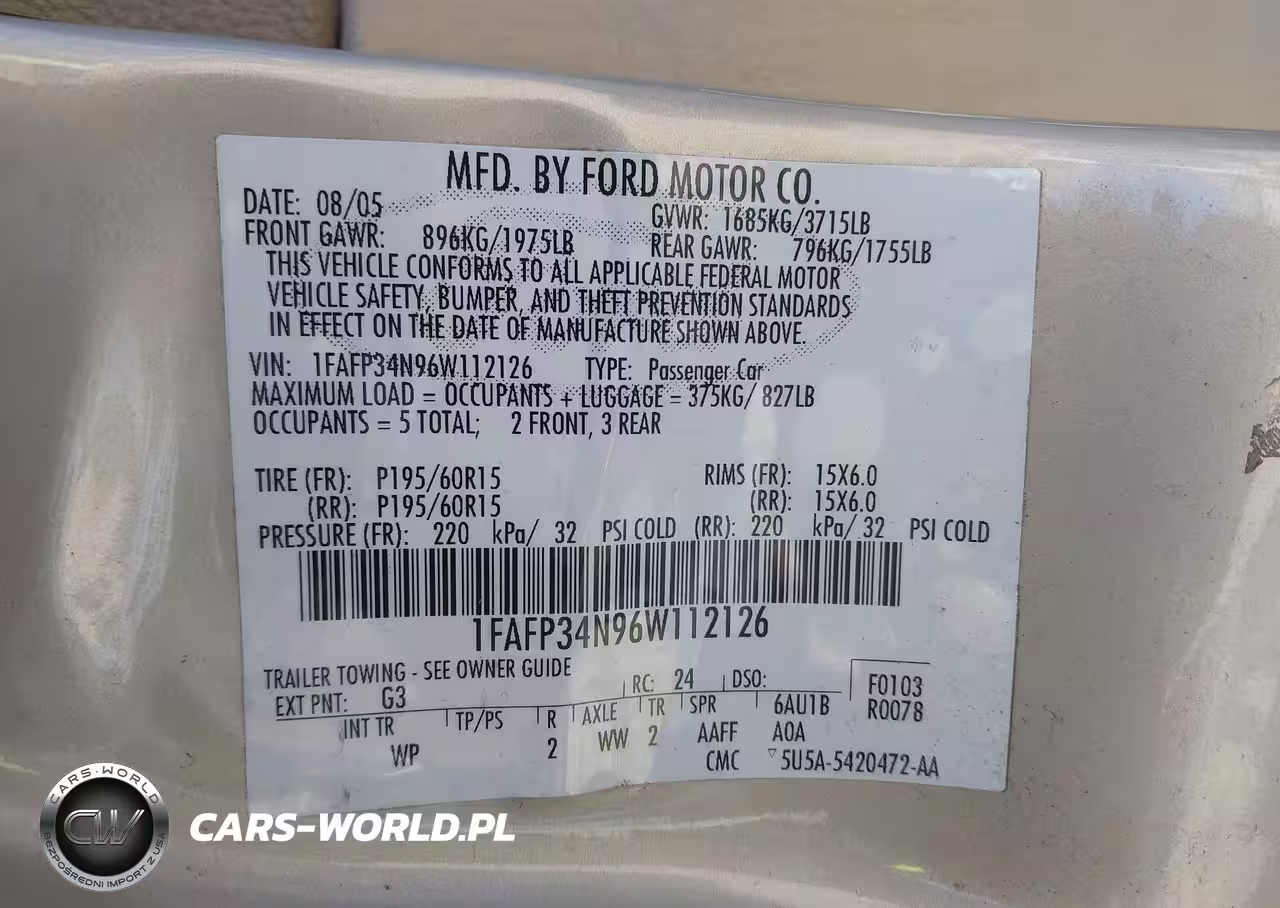 MFD. BY FORD MOTOR CO.
DATE: 08/05 GVWR: 1685KG/3715LB
FRONT GAWR: 896KG/1975LB REAR GAWR: 796KG/1755LB
THIS VEHICLE CONFORMS TO ALL APPLICABLE FEDERAL MOTOR
VEHICLE SAFETY, BUMPER, AND THEFT PREVENTION STANDARDS
IN EFFECT ON THE DATE OF MANUFACTURE SHOWN ABOVE.
VIN: 1FAFP34N96W112126 TYPE: Passenger Car
MAXIMUM LOAD = OCCUPANTS + LUGGAGE = 375KG/ 827LB
OCCUPANTS = 5 TOTAL; 2 FRONT, 3 REAR
TIRE (FR): P195/60R15 RIMS (FR): 15X6.0
(RR): P195/60R15 (RR): 15X6.0
PRESSURE (FR): 220 kPa/ 32 PSI COLD (RR): 220 kPa/ 32 PSI COLD
1FAFP34N96W112126
TRAILER TOWING - SEE OWNER GUIDE
EXT PNT: G3 RC: 24 DSO: F0103
INT TR TP/PS R AXLE TR SPR 6AU1B R0078
WP 2 WW 2 AAFF AOA
CMC 5U5A-5420472-AA
CARS-WORLD
CW
BEZPOŚREDNI IMPORT Z USA
CARS-WORLD.PL